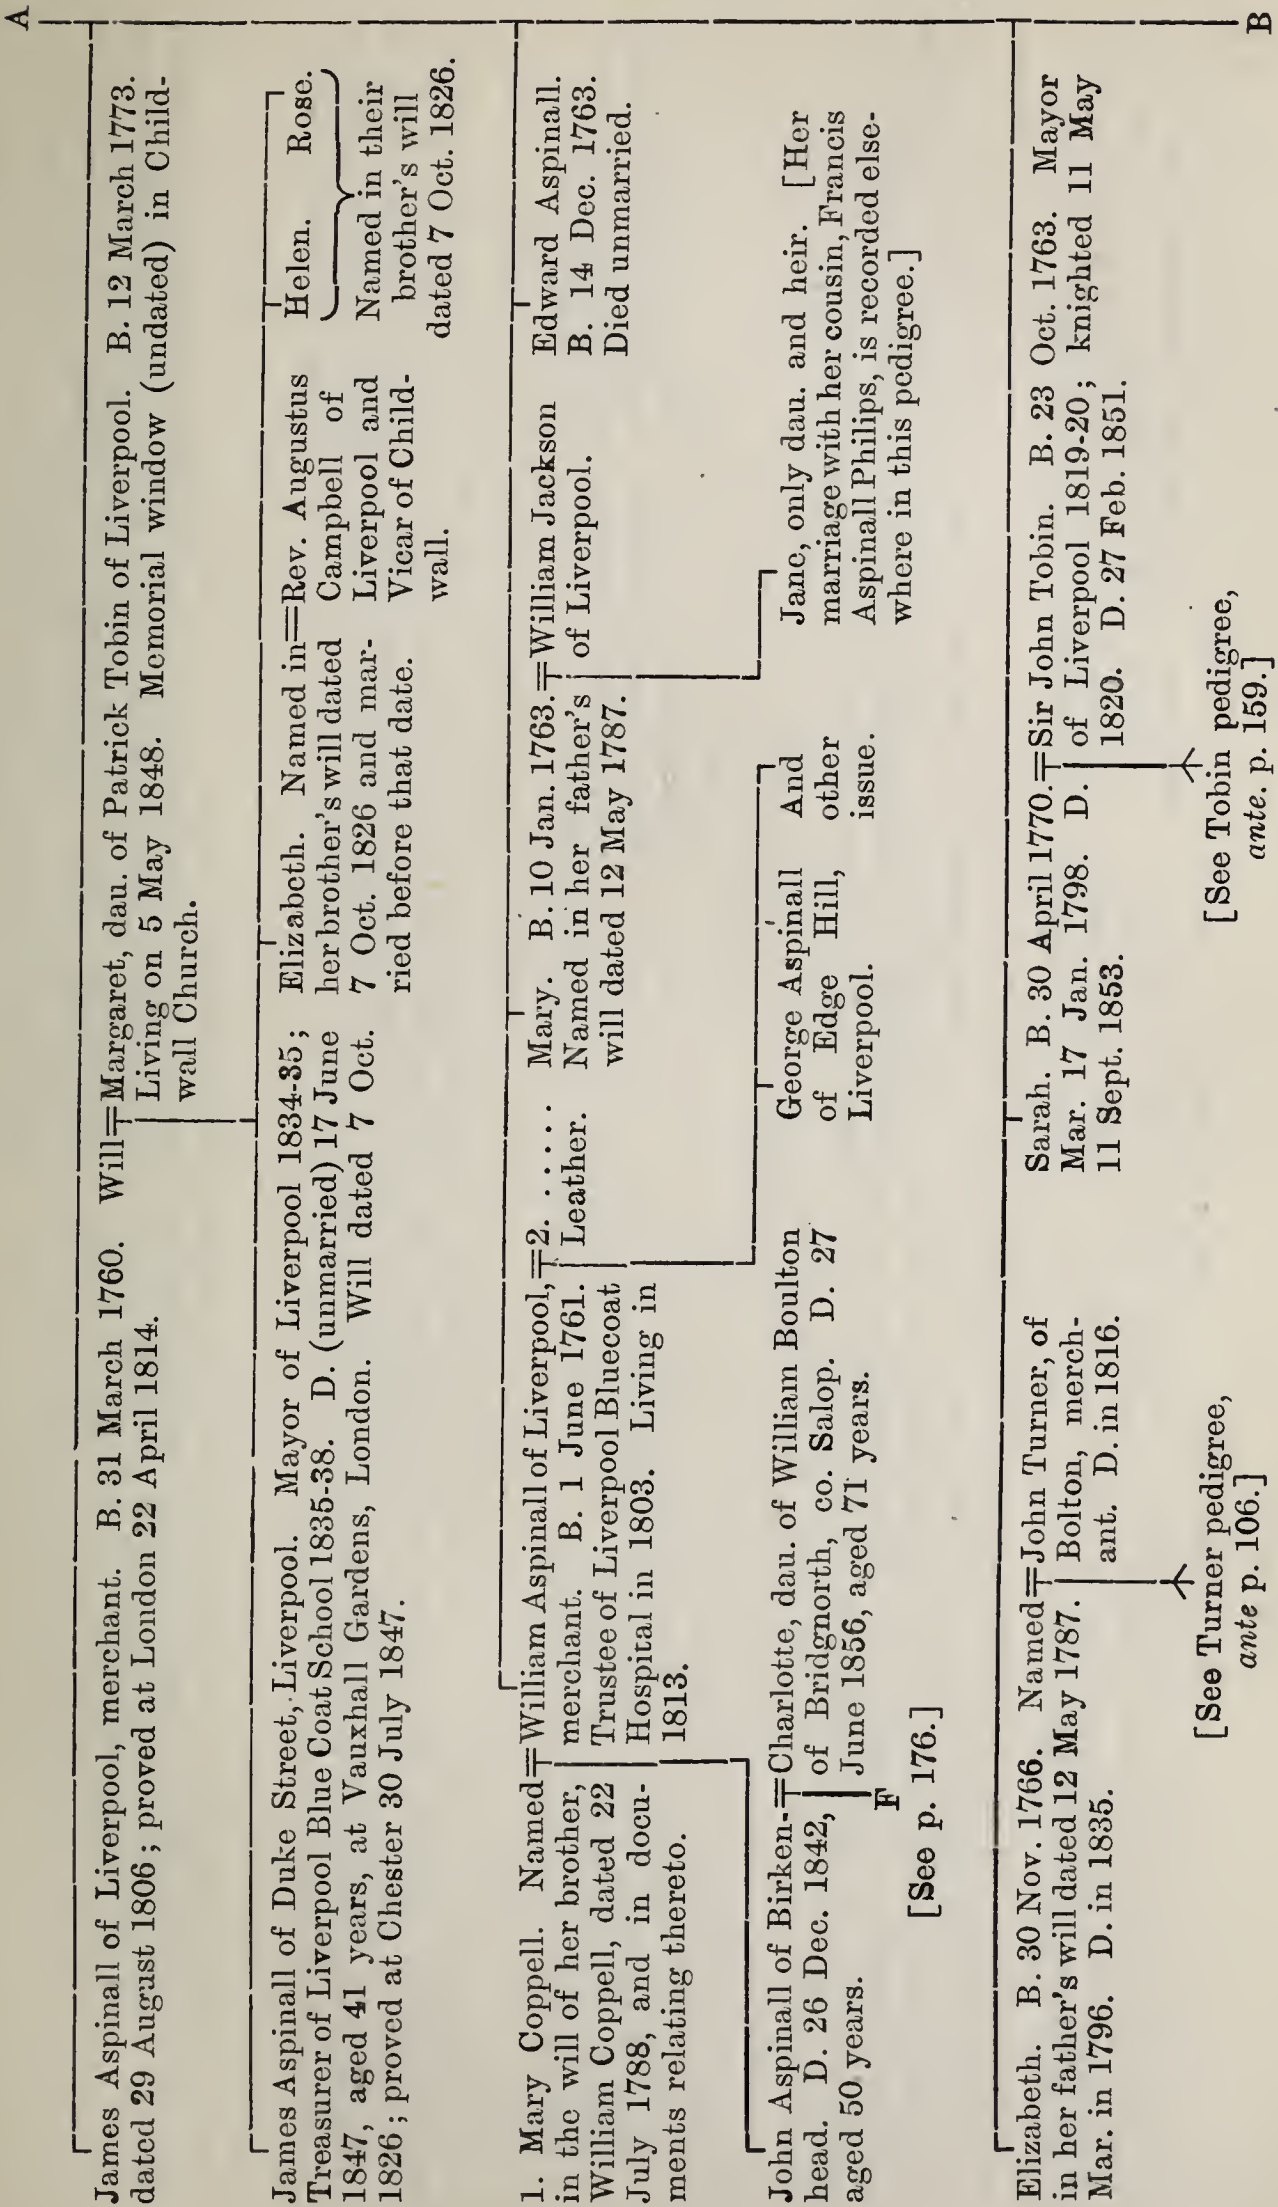 A
James Aspinall of Liverpool, merchant. B. 31 March 1760. Will=Margaret, dau. of Patrick Tobin of Liverpool. B. 12 March 1773.
dated 29 August 1806; proved at London 22 April 1814.
Living on 5 May 1848. Memorial window (undated) in Child-
wall Church.
James Aspinall of Duke Street, Liverpool. Mayor of Liverpool 1834-35;
Treasurer of Liverpool Blue Coat School 1835-38. D. (unmarried) 17 June
1847, aged 41 years, at Vauxhall Gardens, London. Will dated 7 Oct.
1826; proved at Chester 30 July 1847.
Elizabeth. Named in=Rev. Augustus
her brother's will dated
7 Oct. 1826 and mar-
ried before that date.
Campbell of
Liverpool and
Vicar of Child-
wall.
Helen. Rose.
Named in their
brother's will
dated 7 Oct. 1826.
1. Mary Coppell. Named=William Aspinall of Liverpool,=2. .....
in the will of her brother,
William Coppell, dated 22
July 1788, and in docu-
ments relating thereto.
merchant. B. 1 June 1761.
Trustee of Liverpool Bluecoat
Hospital in 1803. Living in
1813.
Leather.
Mary. B. 10 Jan. 1763.=William Jackson
Named in her father's
will dated 12 May 1787.
of Liverpool.
Edward Aspinall.
B. 14 Dec. 1763.
Died unmarried.
John Aspinall of Birken-=Charlotte, dau. of William Boulton
head. D. 26 Dec. 1842,
aged 50 years.
of Bridgnorth, co. Salop. D. 27
June 1856, aged 71 years.
F
[See p. 176.]
George Aspinall
of Edge Hill,
Liverpool.
And
other
issue.
Jane, only dau. and heir. [Her
marriage with her cousin, Francis
Aspinall Philips, is recorded else-
where in this pedigree.]
Elizabeth. B. 30 Nov. 1766. Named=John Turner, of
in her father's will dated 12 May 1787.
Mar. in 1796. D. in 1835.
Bolton, merch-
ant. D. in 1816.
[See Turner pedigree,
ante p. 106.]
Sarah. B. 30 April 1770.=Sir John Tobin. B. 23 Oct. 1763. Mayor
Mar. 17 Jan. 1798. D.
11 Sept. 1853.
of Liverpool 1819-20; knighted 11 May
1820. D. 27 Feb. 1851.
[See Tobin pedigree,
ante. p. 159.]
B